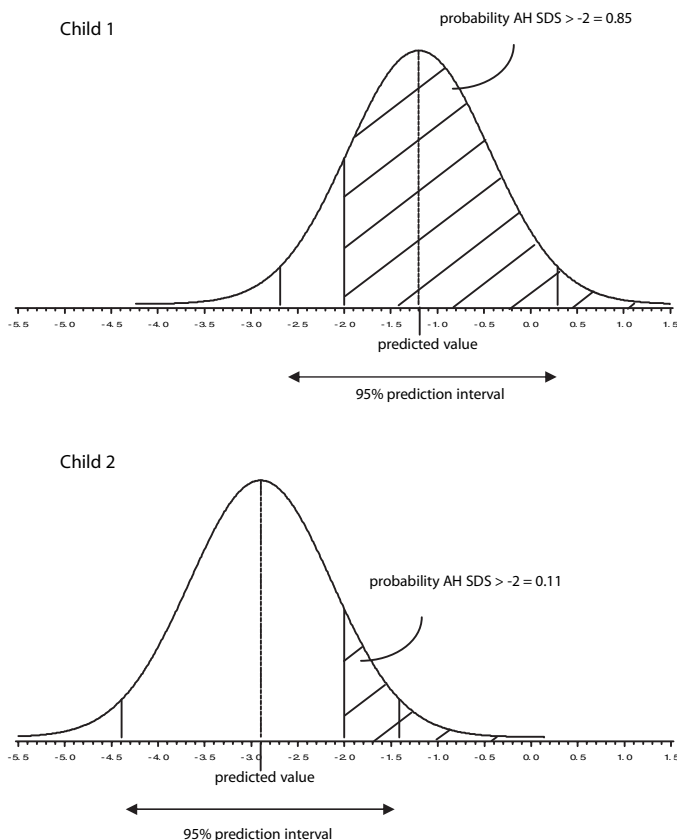 Child 1
probability AH SDS > -2 = 0.85
-5.5 -5.0 -4.5 -4.0 -3.5 -3.0 -2.5 -2.0 -1.5 -1.0 -0.5 0.0 0.5 1.0 1.5
predicted value
95% prediction interval
Child 2
probability AH SDS > -2 = 0.11
-5.5 -5.0 -4.5 -4.0 -3.5 -3.0 -2.5 -2.0 -1.5 -1.0 -0.5 0.0 0.5 1.0 1.5
predicted value
95% prediction interval